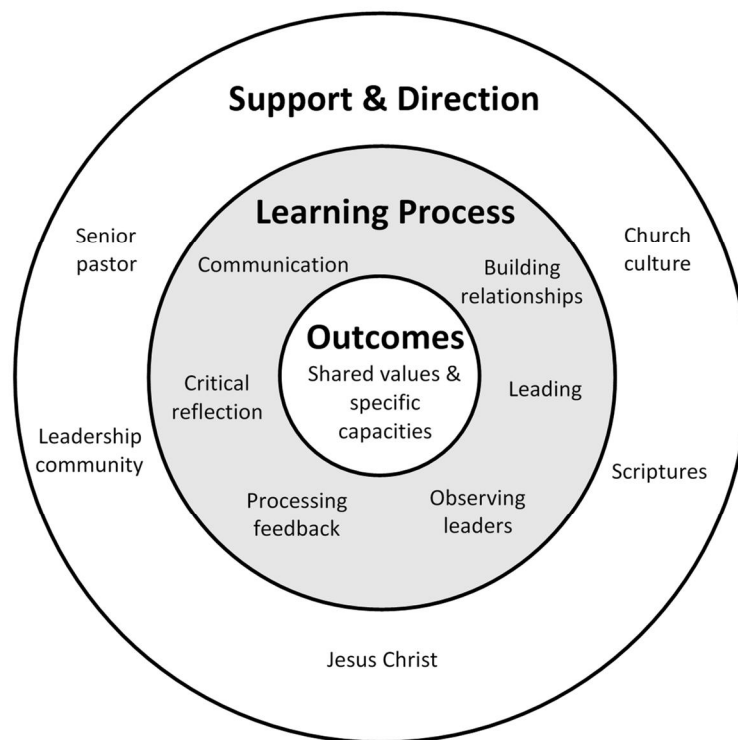 Support & Direction
Learning Process
Senior
pastor
Church
culture
Communication
Building
relationships
Outcomes
Shared values &
specific
capacities
Critical
reflection
Leading
Leadership
community
Scriptures
Processing
feedback
Observing
leaders
Jesus Christ